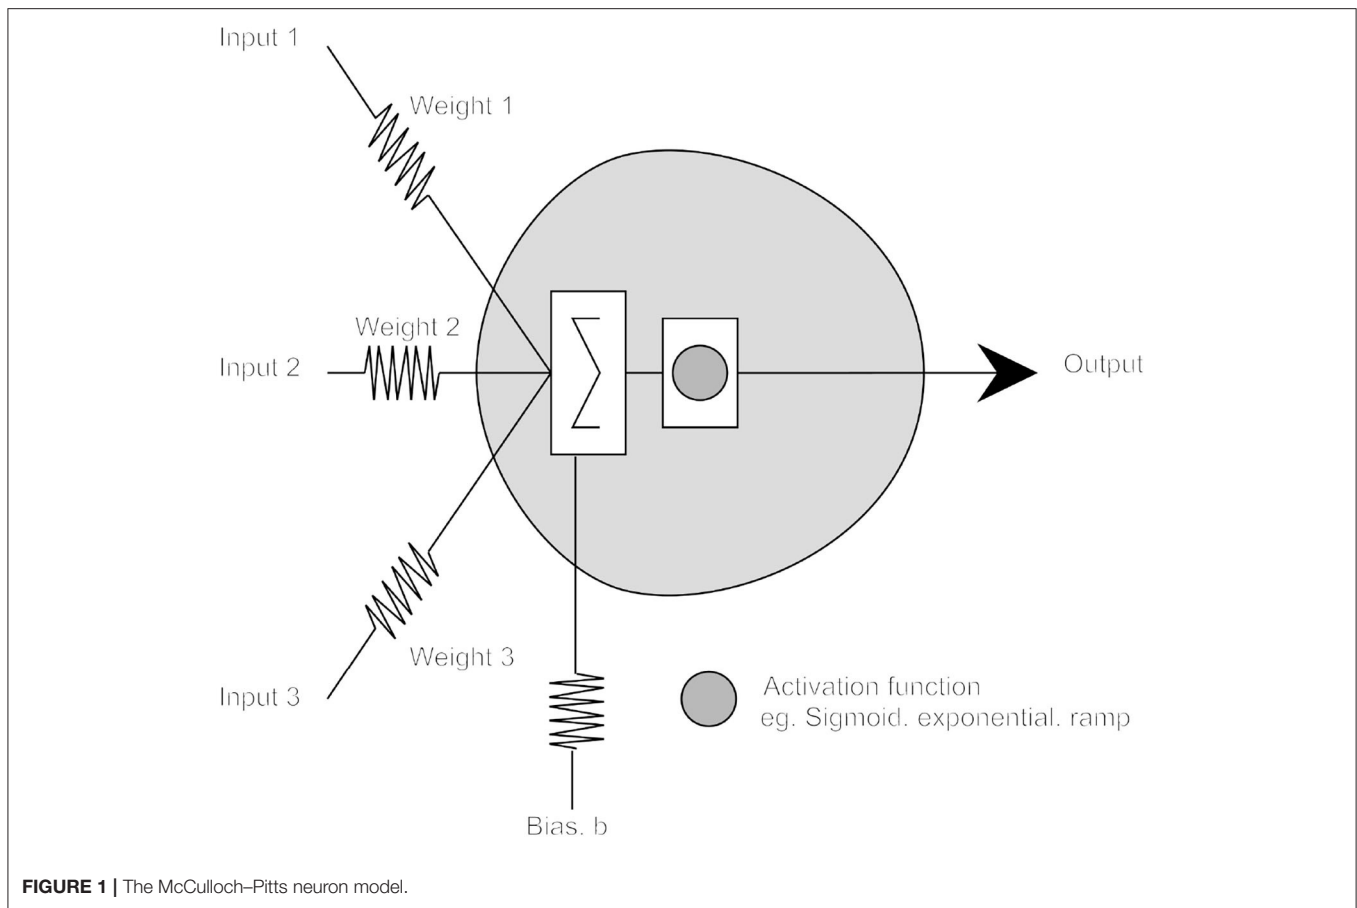 Input 1
Weight 1
Weight 2
Input 2
Output
Weight 3
Input 3
Activation function
eg. Sigmoid. exponential. ramp
Bias. b
FIGURE 1 | The McCulloch–Pitts neuron model.